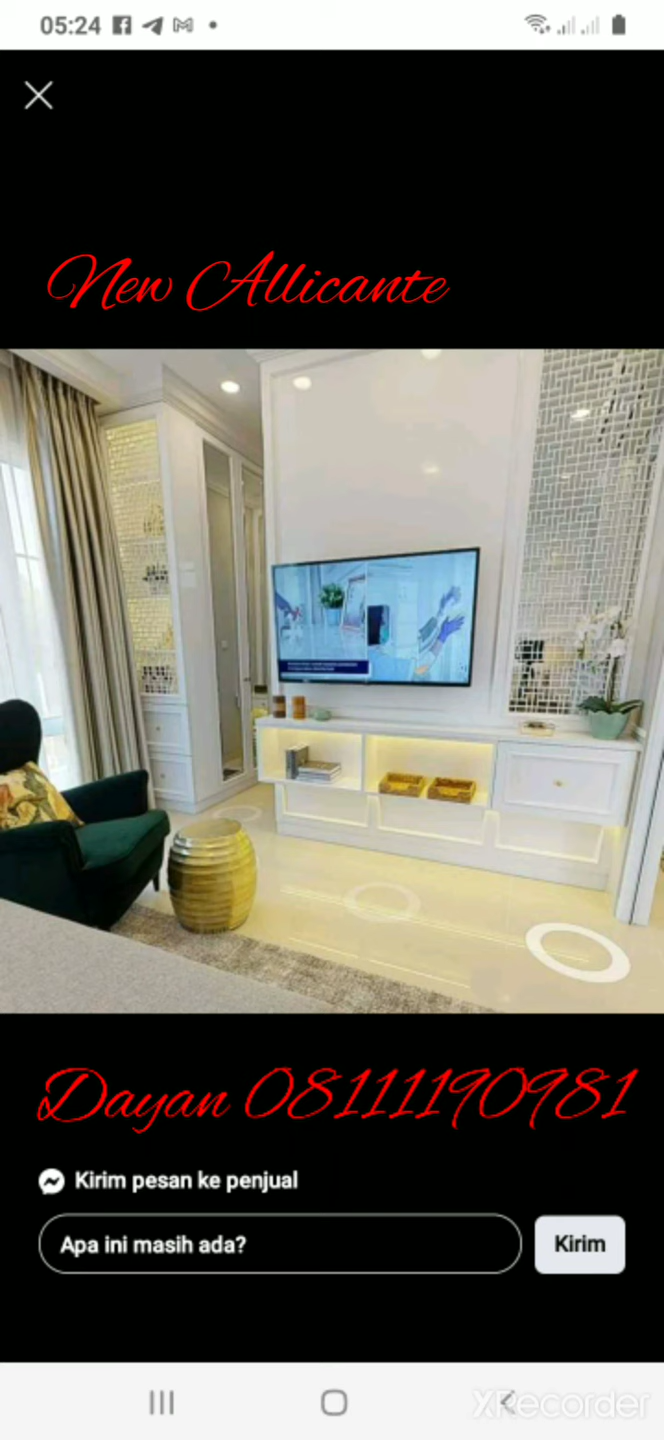 05:24
New Allicante
Dayan 08111190981
Kirim pesan ke penjual
Apa ini masih ada?
Kirim
XRecorder